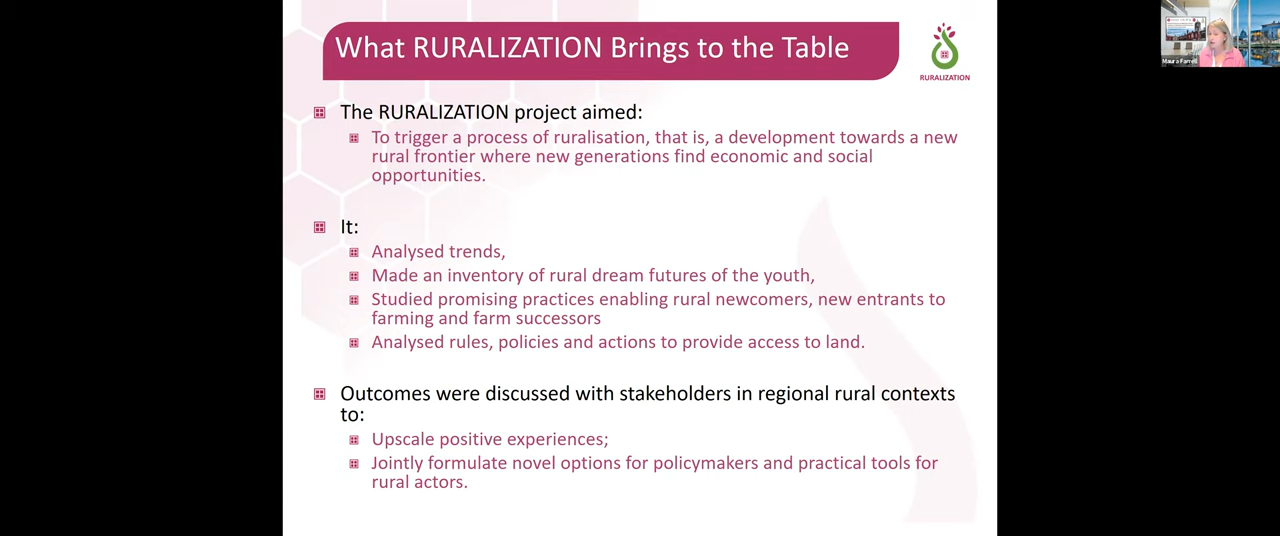 What RURALIZATION Brings to the Table
RURALIZATION
Maura Farrell
The RURALIZATION project aimed:
To trigger a process of ruralisation, that is, a development towards a new
rural frontier where new generations find economic and social
opportunities.
It:
Analysed trends,
Made an inventory of rural dream futures of the youth,
Studied promising practices enabling rural newcomers, new entrants to
farming and farm successors
Analysed rules, policies and actions to provide access to land.
Outcomes were discussed with stakeholders in regional rural contexts
to:
Upscale positive experiences;
Jointly formulate novel options for policymakers and practical tools for
rural actors.